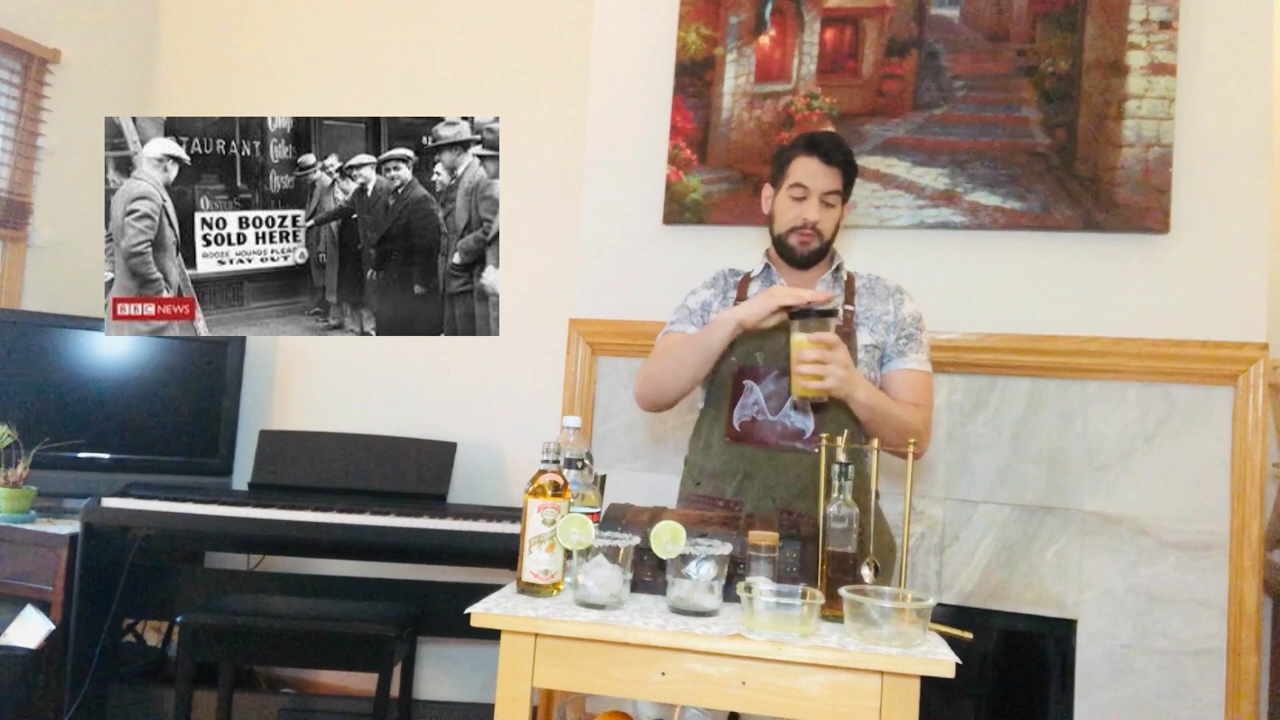 STAURANT
Oysters
NO BOOZE
SOLD HERE
BOOZE HOUNDS PLEASE
STAY OUT
BBC NEWS